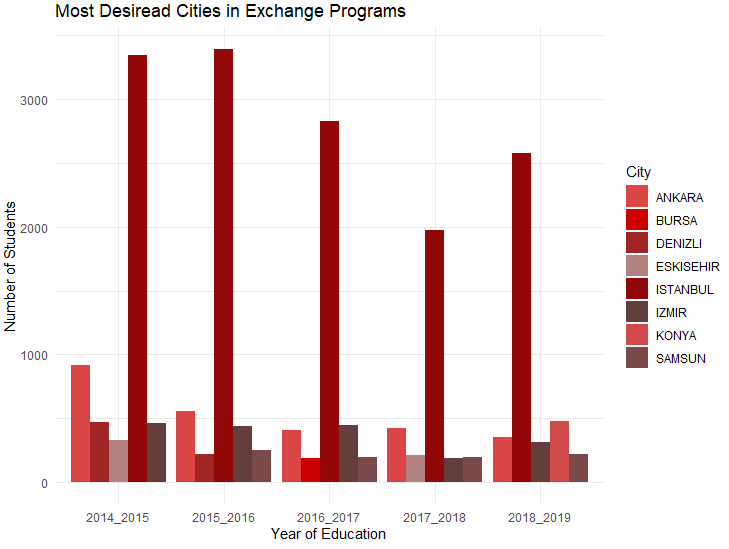 Most Desiread Cities in Exchange Programs
Number of Students
3000
2000
1000
0
2014_2015
2015_2016
2016_2017
2017_2018
2018_2019
Year of Education
City
ANKARA
BURSA
DENIZLI
ESKISEHIR
ISTANBUL
IZMIR
KONYA
SAMSUN